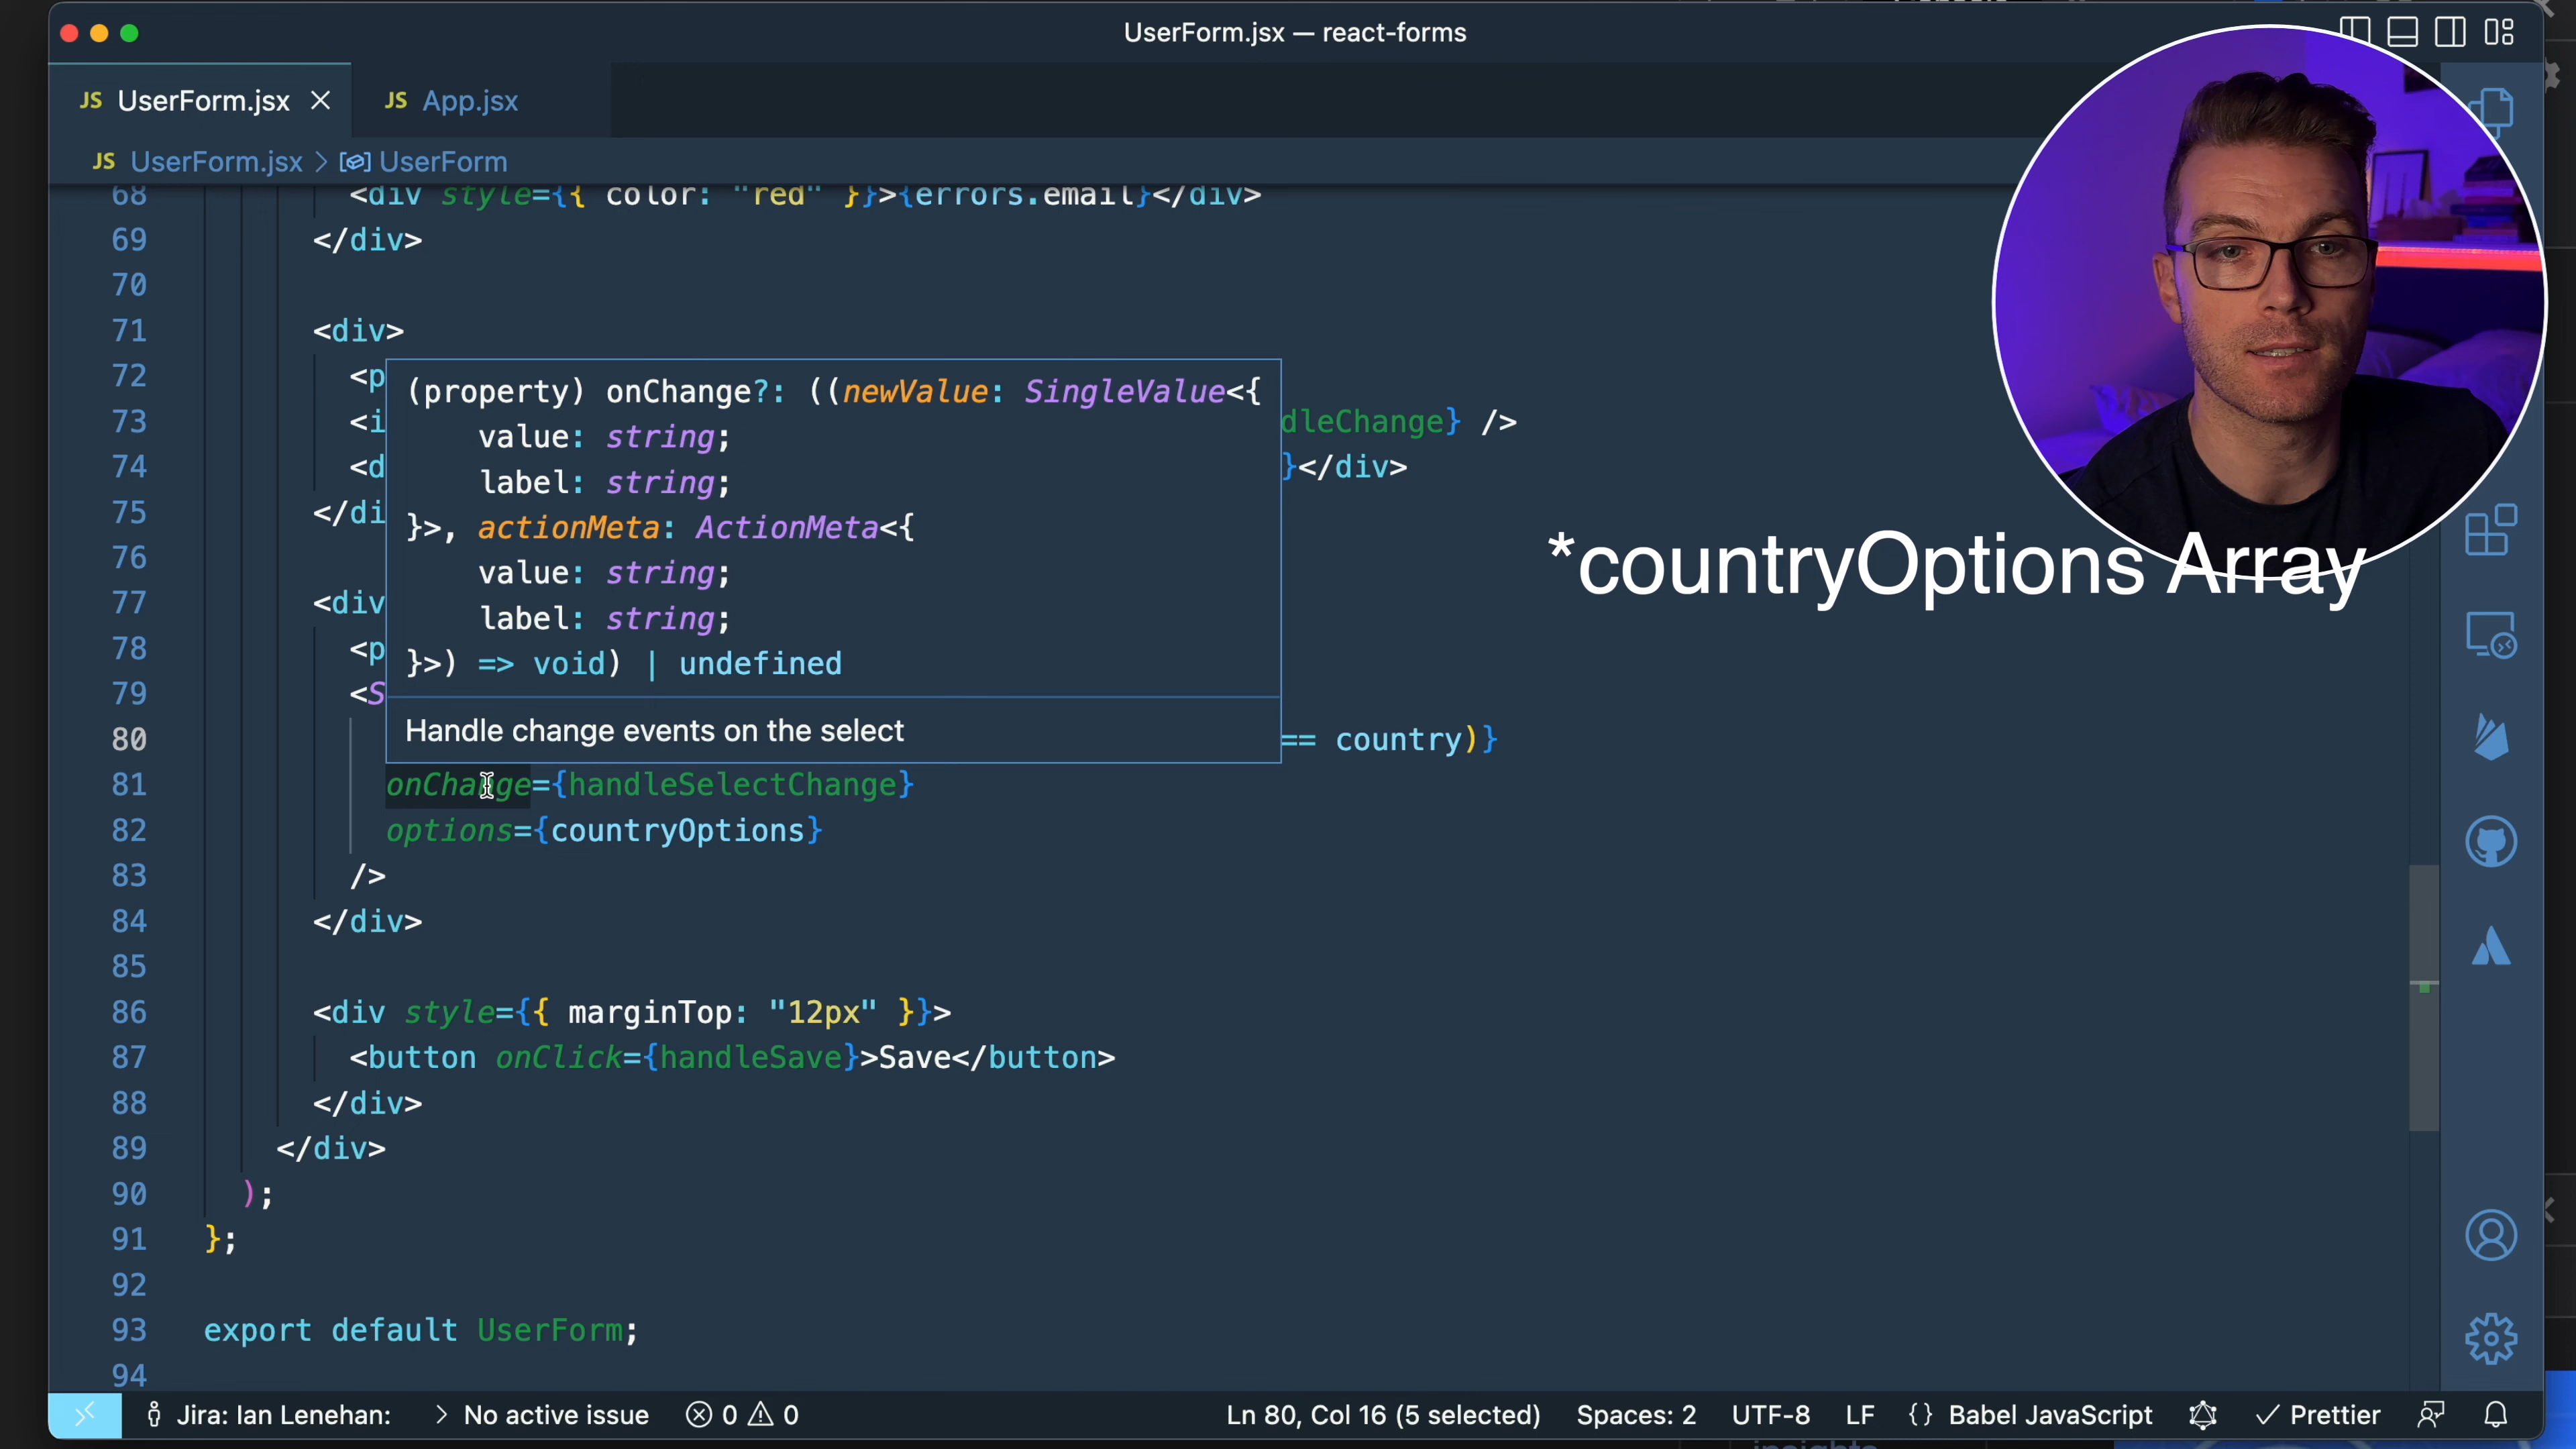 UserForm.jsx — react-forms
JS UserForm.jsx
JS App.jsx
JS UserForm.jsx > UserForm
68 <div style={{ color: "red" }}>{errors.email}</div>
69 </div>
70
71 <div>
72 <p
73 <i dleChange} />
74 <d }</div>
75 </di
76
77 <div
78 <p
79 <S
80 == country)}
(property) onChange?: ((newValue: SingleValue<{
value: string;
label: string;
}>, actionMeta: ActionMeta<{
value: string;
label: string;
}>) => void) | undefined
Handle change events on the select
*countryOptions Array
81 onChange={handleSelectChange}
82 options={countryOptions}
83 />
84 </div>
85
86 <div style={{ marginTop: "12px" }}>
87 <button onClick={handleSave}>Save</button>
88 </div>
89 </div>
90 );
91 };
92
93 export default UserForm;
94
Jira: Ian Lenehan: > No active issue 0 0 Ln 80, Col 16 (5 selected) Spaces: 2 UTF-8 LF {} Babel JavaScript ✓ Prettier